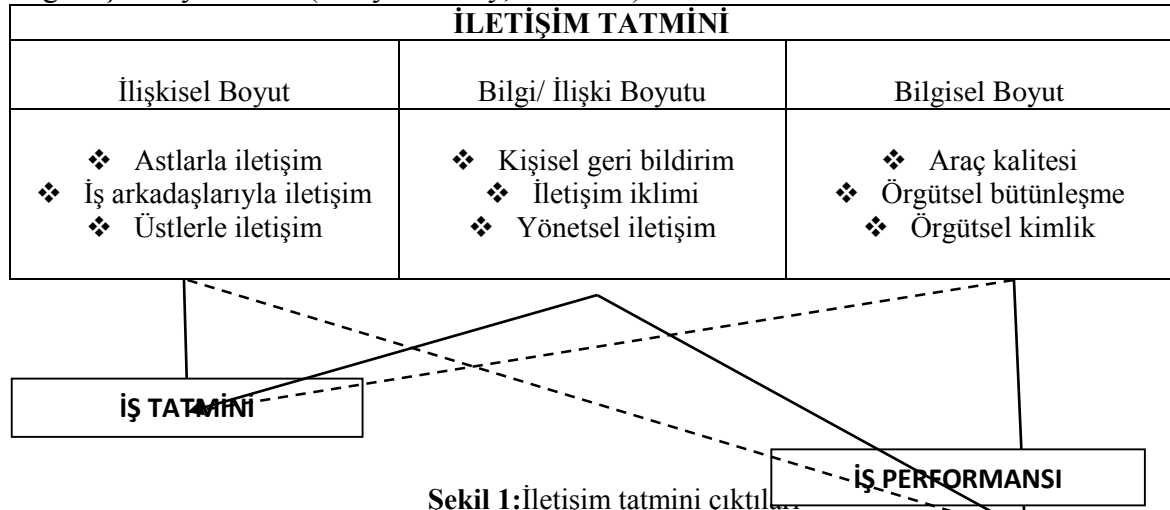 İLETİŞİM TATMİNİ
İlişkisel Boyut
Bilgi/ İlişki Boyutu
Bilgisel Boyut
❖ Astlarla iletişim
❖ İş arkadaşlarıyla iletişim
❖ Üstlerle iletişim
❖ Kişisel geri bildirim
❖ İletişim iklimi
❖ Yönetsel iletişim
❖ Araç kalitesi
❖ Örgütsel bütünleşme
❖ Örgütsel kimlik
İŞ TATMİNİ
İŞ PERFORMANSI
Şekil 1:İletişim tatmini çıktıları